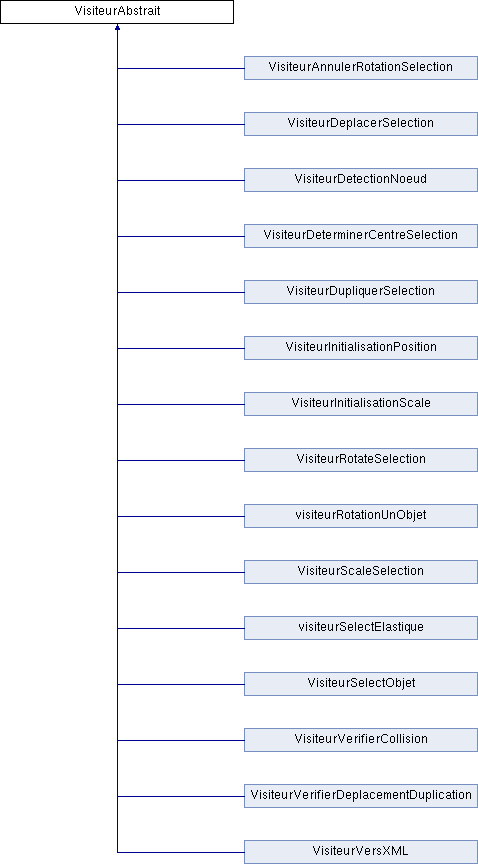 VisiteurAbstrait
VisiteurAnnulerRotationSelection
VisiteurDeplacerSelection
VisiteurDetectionNoeud
VisiteurDeterminerCentreSelection
VisiteurDupliquerSelection
VisiteurInitialisationPosition
VisiteurInitialisationScale
VisiteurRotateSelection
visiteurRotationUnObjet
VisiteurScaleSelection
visiteurSelectElastique
VisiteurSelectObjet
VisiteurVerifierCollision
VisiteurVerifierDeplacementDuplication
VisiteurVersXML